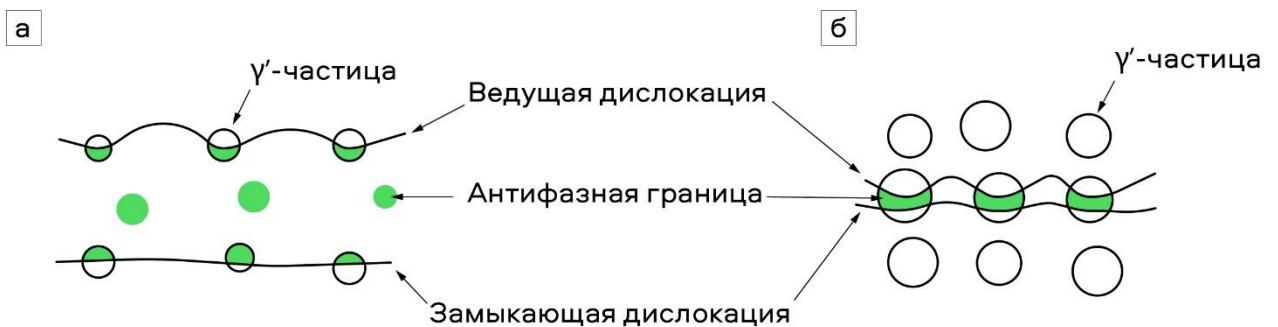 а
б
γ′-частица
γ′-частица
Ведущая дислокация
Антифазная граница
Замыкающая дислокация